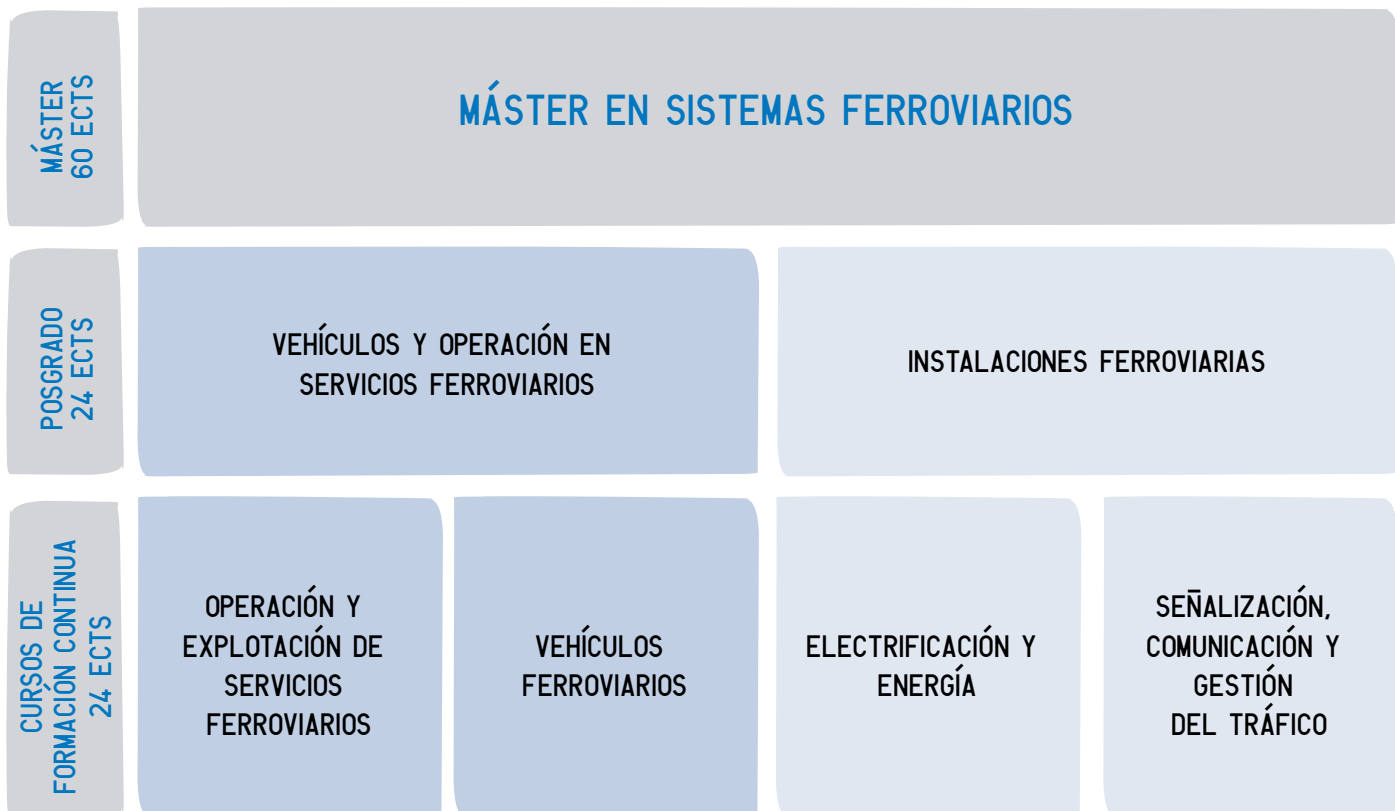 MÁSTER
60 ECTS
MÁSTER EN SISTEMAS FERROVIARIOS
POSGRADO
24 ECTS
VEHÍCULOS Y OPERACIÓN EN
SERVICIOS FERROVIARIOS
INSTALACIONES FERROVIARIAS
CURSOS DE
FORMACIÓN CONTINUA
24 ECTS
OPERACIÓN Y
EXPLOTACIÓN DE
SERVICIOS
FERROVIARIOS
VEHÍCULOS
FERROVIARIOS
ELECTRIFICACIÓN Y
ENERGÍA
SEÑALIZACIÓN,
COMUNICACIÓN Y
GESTIÓN
DEL TRÁFICO